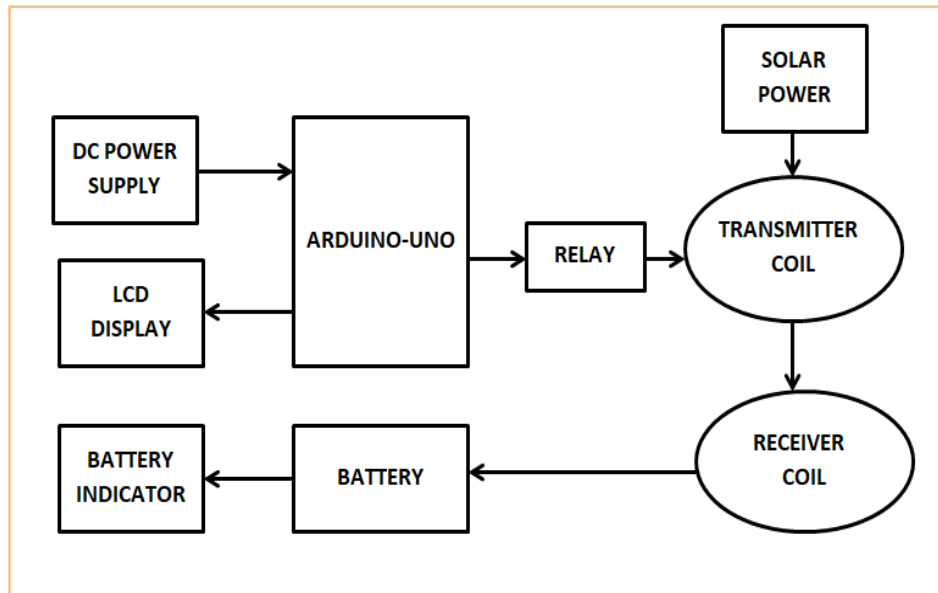 SOLAR
POWER
DC POWER
SUPPLY
ARDUINO-UNO
RELAY
TRANSMITTER
COIL
LCD
DISPLAY
BATTERY
INDICATOR
BATTERY
RECEIVER
COIL